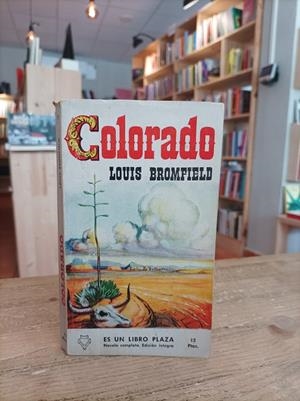 Colorado
LOUIS BROMFIELD
ES UN LIBRO PLAZA
Novela completa. Edición íntegra
12
Ptas.